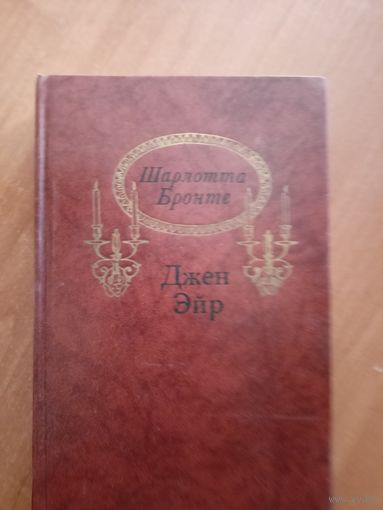 Шарлотта
Бронте
Джен
Эйр